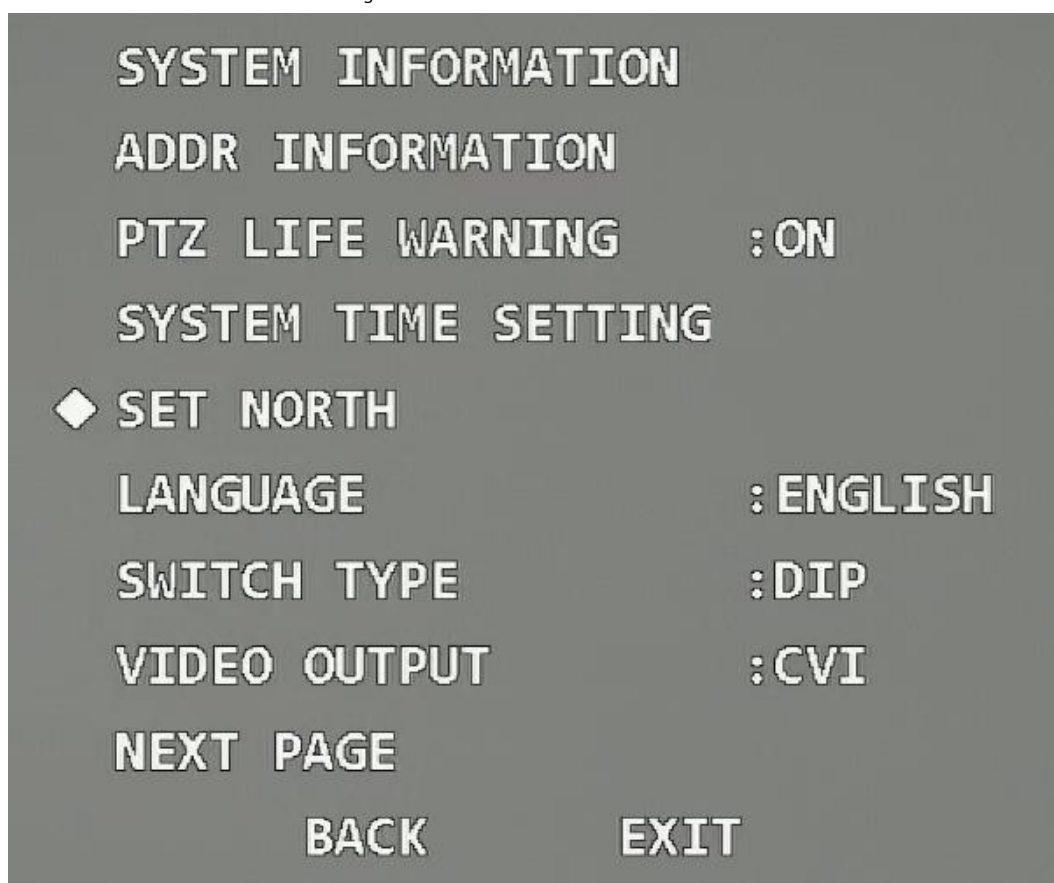 SYSTEM INFORMATION
ADDR INFORMATION
PTZ LIFE WARNING :ON
SYSTEM TIME SETTING
SET NORTH
LANGUAGE :ENGLISH
SWITCH TYPE :DIP
VIDEO OUTPUT :CVI
NEXT PAGE
BACK EXIT